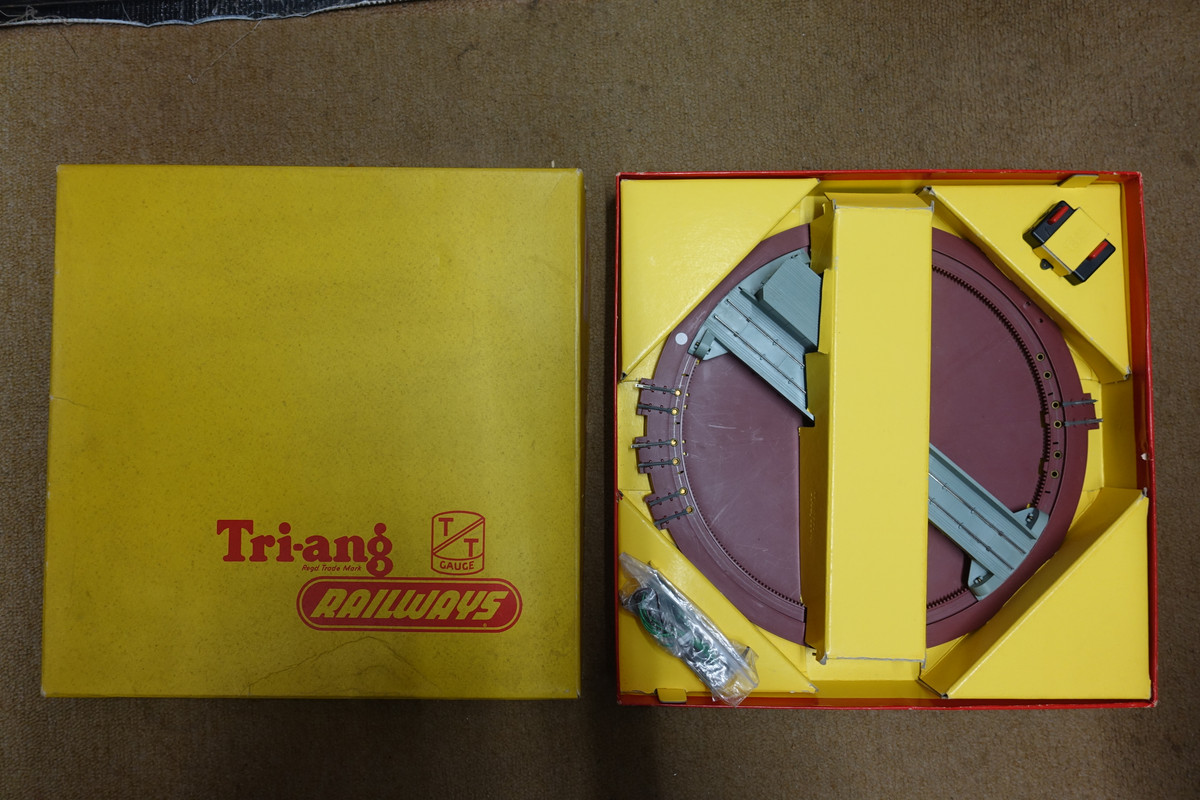 Tri-ang
Regd. Trade Mark
T/T
GAUGE
RAILWAYS